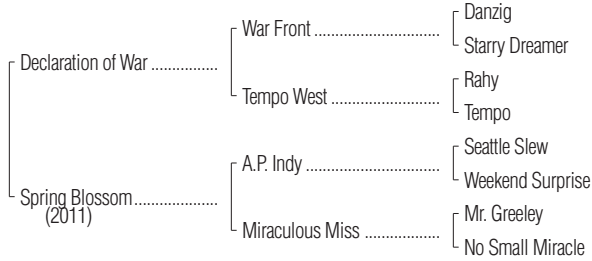 Danzig
War Front ..............................
Starry Dreamer
Declaration of War ................
Rahy
Tempo West ..........................
Tempo
Seattle Slew
A.P. Indy ................................
Weekend Surprise
Spring Blossom....................
(2011)
Mr. Greeley
Miraculous Miss ..................
No Small Miracle